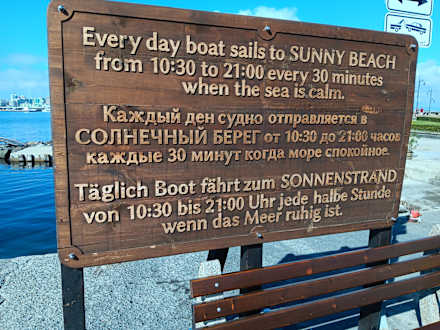 Every day boat sails to SUNNY BEACH
from 10:30 to 21:00 every 30 minutes
when the sea is calm.
Каждый ден судно отправляется в
СОЛНЕЧНЫЙ БЕРЕГ от 10:30 до 21:00 часов
каждые 30 минут когда море спокойное.
Täglich Boot fährt zum SONNENSTRAND
von 10:30 bis 21:00 Uhr jede halbe Stunde
wenn das Meer ruhig ist.